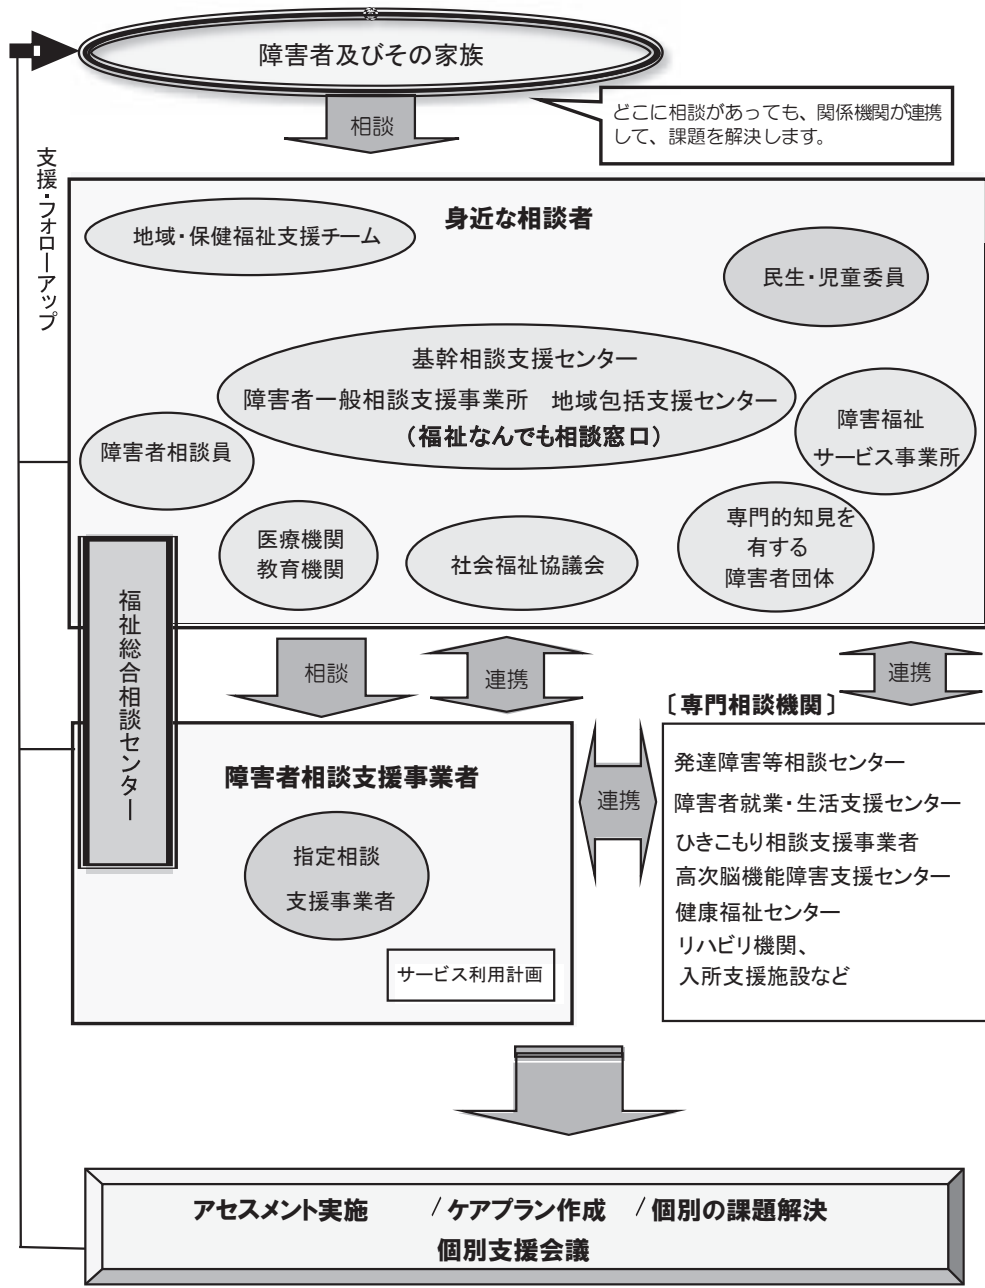 障害者及びその家族
相談
どこに相談があっても、関係機関が連携
して、課題を解決します。
支援・フォローアップ
身近な相談者
地域・保健福祉支援チーム
民生・児童委員
基幹相談支援センター
障害者一般相談支援事業所 地域包括支援センター
（福祉なんでも相談窓口）
障害福祉
サービス事業所
障害者相談員
医療機関
教育機関
社会福祉協議会
専門的知見を
有する
障害者団体
福祉総合相談センター
相談
連携
連携
障害者相談支援事業者
指定相談
支援事業者
サービス利用計画
連携
〔専門相談機関〕
発達障害等相談センター
障害者就業・生活支援センター
ひきこもり相談支援事業者
高次脳機能障害支援センター
健康福祉センター
リハビリ機関、
入所支援施設など
アセスメント実施 /ケアプラン作成 /個別の課題解決
個別支援会議